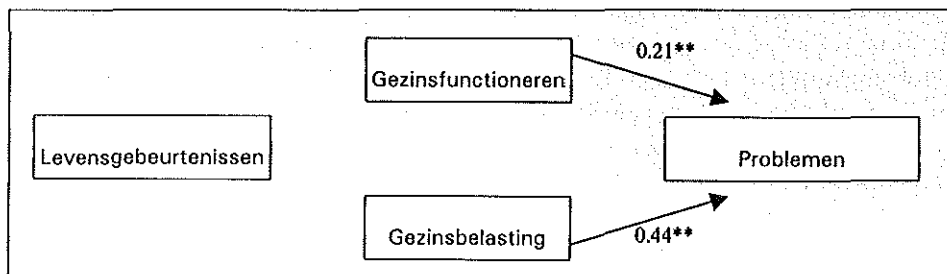 0.21**
Gezinsfunctioneren
Levensgebeurtenissen
Problemen
Gezinsbelasting
0.44**